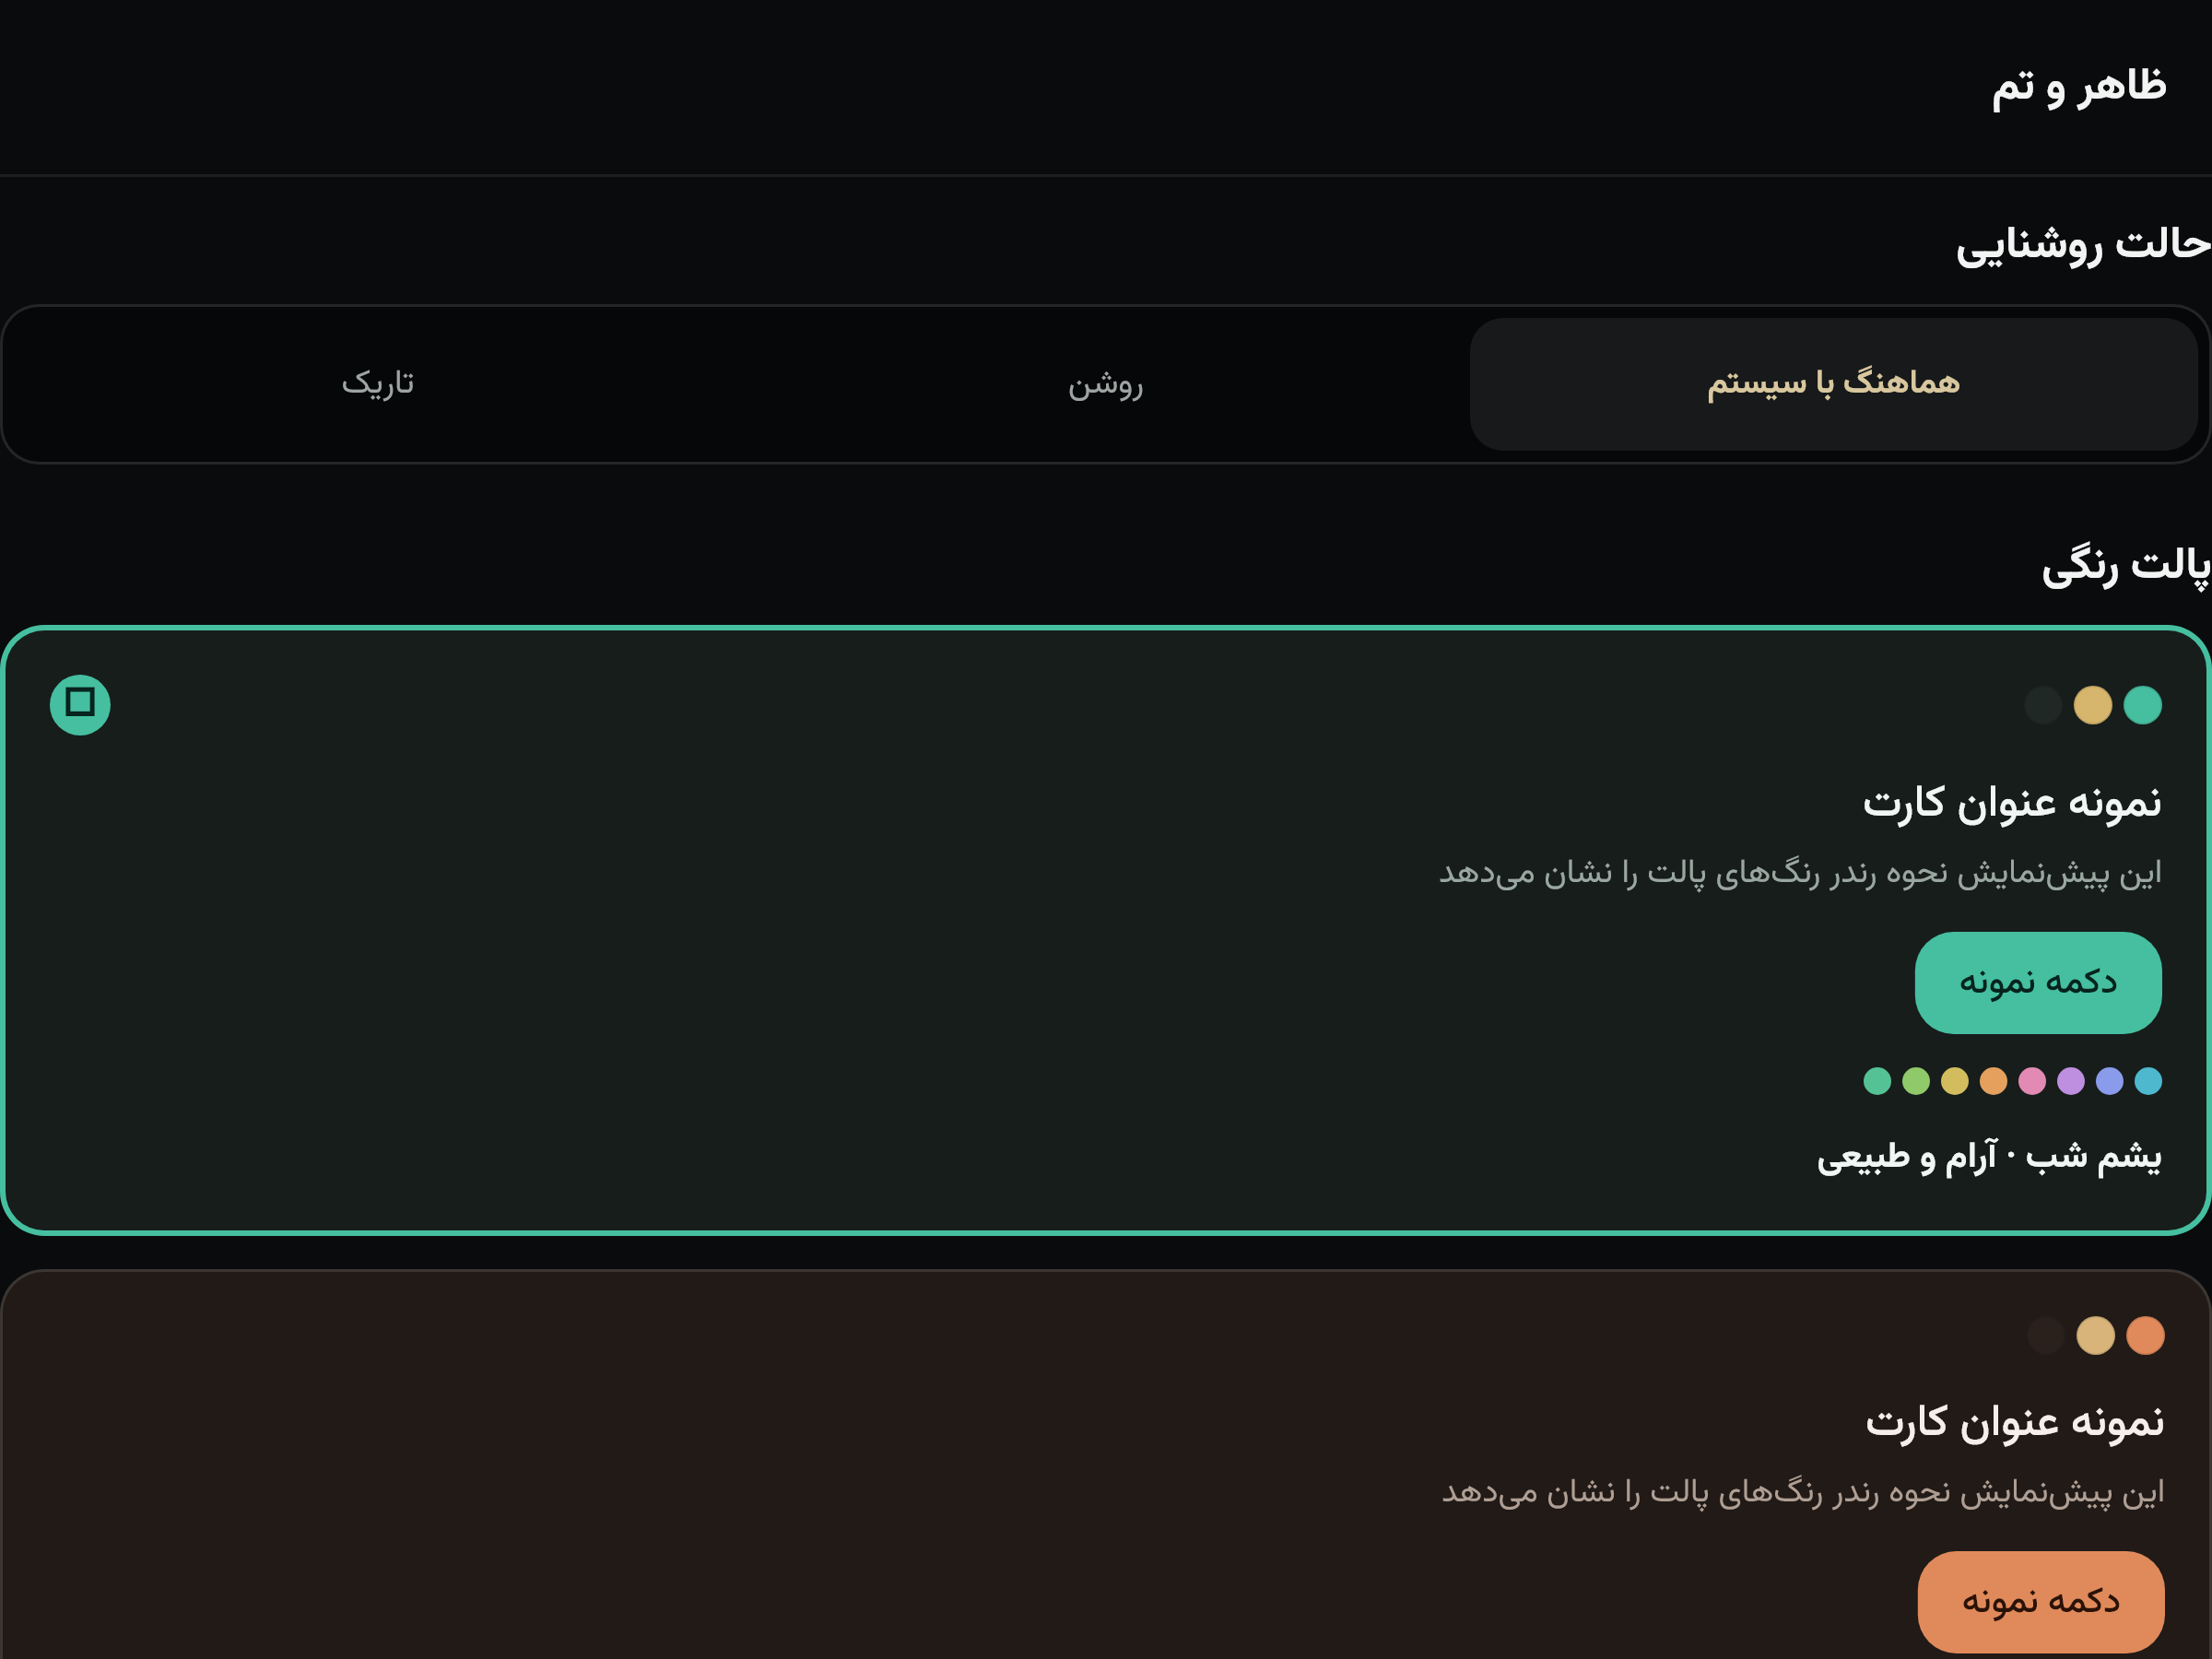 ظاهر و تم
حالت روشنایی
هماهنگ با سیستم
روشن
تاریک
پالت رنگی
نمونه عنوان کارت
این پیش‌نمایش نحوه رندر رنگ‌های پالت را نشان می‌دهد
دکمه نمونه
یشم شب · آرام و طبیعی
نمونه عنوان کارت
این پیش‌نمایش نحوه رندر رنگ‌های پالت را نشان می‌دهد
دکمه نمونه